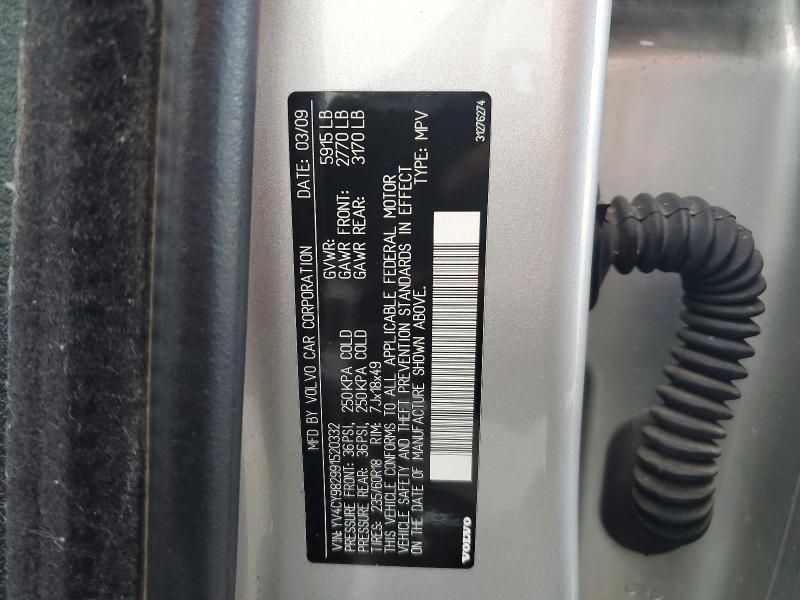 MFD BY VOLVO CAR CORPORATION DATE: 03/09
VIN: YV4CY982991520332 GVWR: 5915 LB
PRESSURE FRONT: 36PSI, 250KPA COLD GAWR FRONT: 2770 LB
PRESSURE REAR: 36PSI, 250KPA COLD GAWR REAR: 3170 LB
TIRES: 235/60R18 RIM: 7Jx18x49
THIS VEHICLE CONFORMS TO ALL APPLICABLE FEDERAL MOTOR
VEHICLE SAFETY AND THEFT PREVENTION STANDARDS IN EFFECT
ON THE DATE OF MANUFACTURE SHOWN ABOVE. TYPE: MPV
VOLVO 31276274